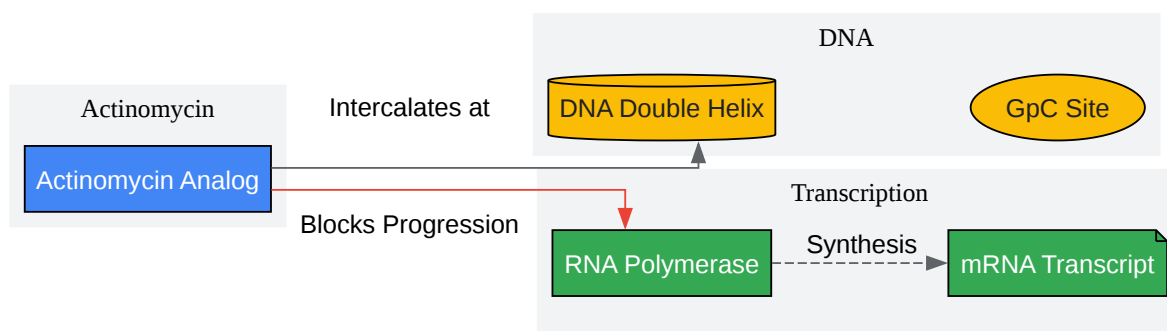 DNA
Actinomycin
Intercalates at
DNA Double Helix
GpC Site
Actinomycin Analog
Transcription
Blocks Progression
Synthesis
RNA Polymerase
mRNA Transcript